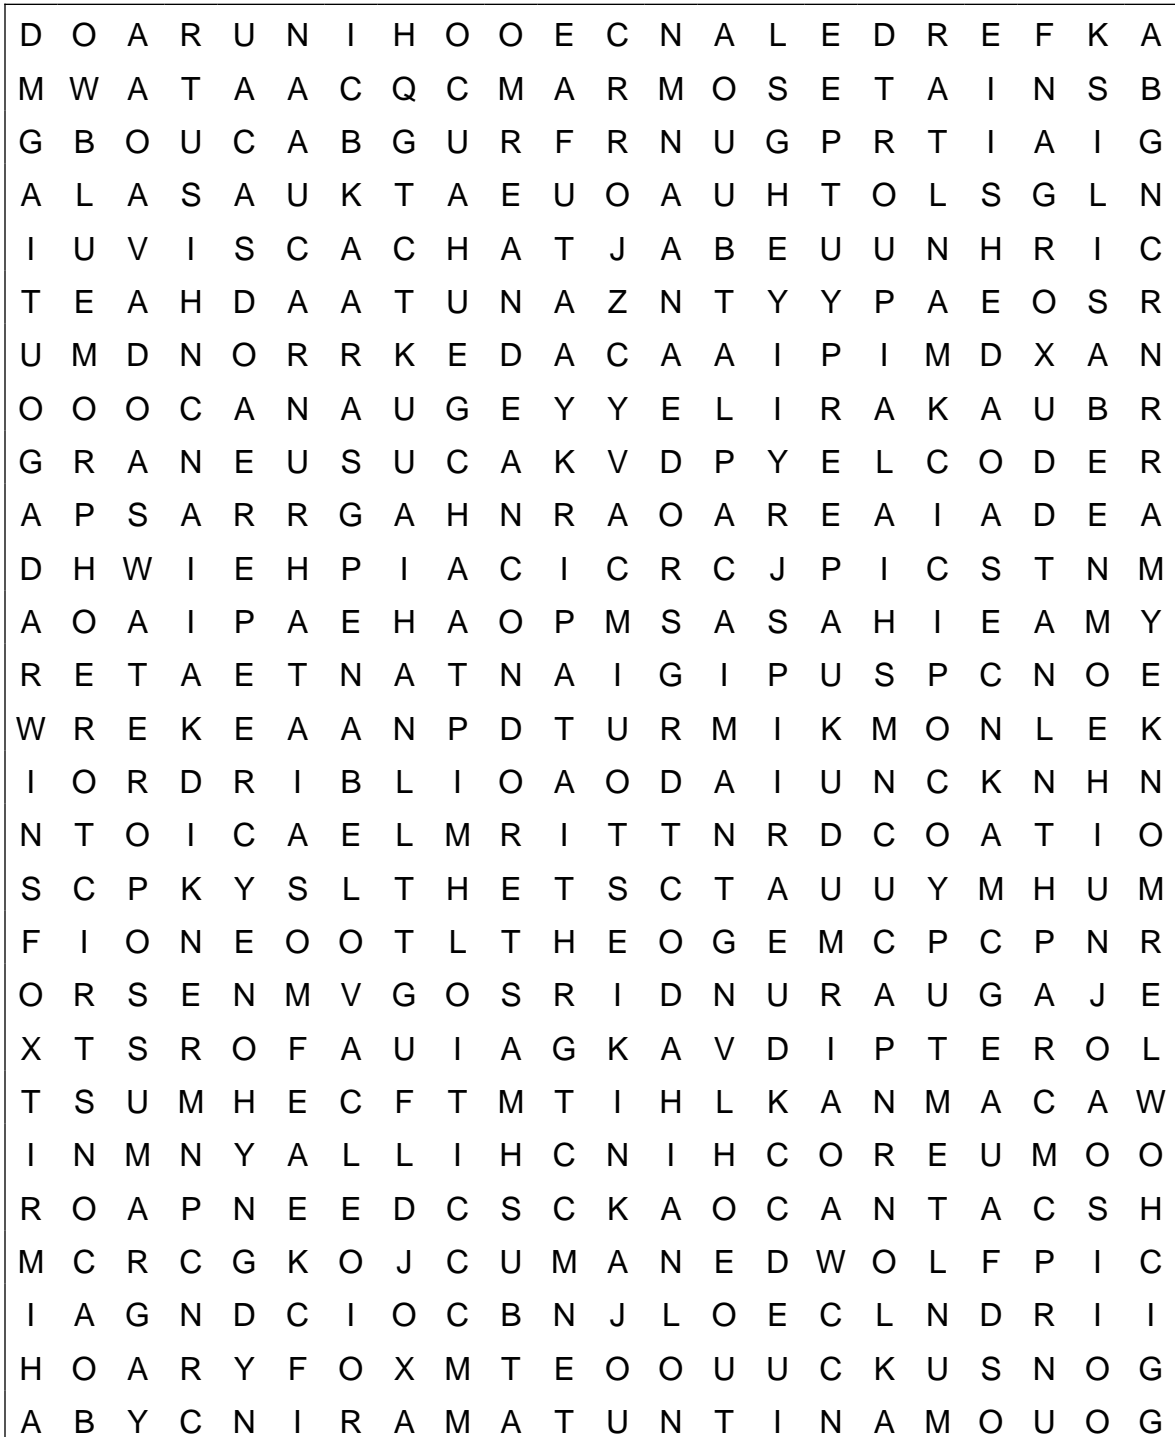 D O A R U N I H O O E C N A L E D R E F K A
M W A T A A C Q C M A R M O S E T A I N S B
G B O U C A B G U R F R N U G P R T I A I G
A L A S A U K T A E U O A U H T O L S G L N
I U V I S C A C H A T J A B E U U N H R I C
T E A H D A A T U N A Z N T Y Y P A E O S R
U M D N O R R K E D A C A A I P I M D X A N
O O O C A N A U G E Y Y E L I R A K A U B R
G R A N E U S U C A K V D P Y E L C O D E R
A P S A R R G A H N R A O A R E A I A D E A
D H W I E H P I A C I C R C J P I C S T N M
A O A I P A E H A O P M S A S A H I E A M Y
R E T A E T N A T N A I G I P U S P C N O E
W R E K E A A N P D T U R M I K M O N L E K
I O R D R I B L I O A O D A I U N C K N H N
N T O I C A E L M R I T T N R D C O A T I O
S C P K Y S L T H E T S C T A U U Y M H U M
F I O N E O O T L T H E O G E M C P C P N R
O R S E N M V G O S R I D N U R A U G A J E
X T S R O F A U I A G K A V D I P T E R O L
T S U M H E C F T M T I H L K A N M A C A W
I N M N Y A L L I H C N I H C O R E U M O O
R O A P N E E D C S C K A O C A N T A C S H
M C R C G K O J C U M A N E D W O L F P I C
I A G N D C I O C B N J L O E C L N D R I I
H O A R Y F O X M T E O O U U C K U S N O G
A B Y C N I R A M A T U N T I N A M O U O G